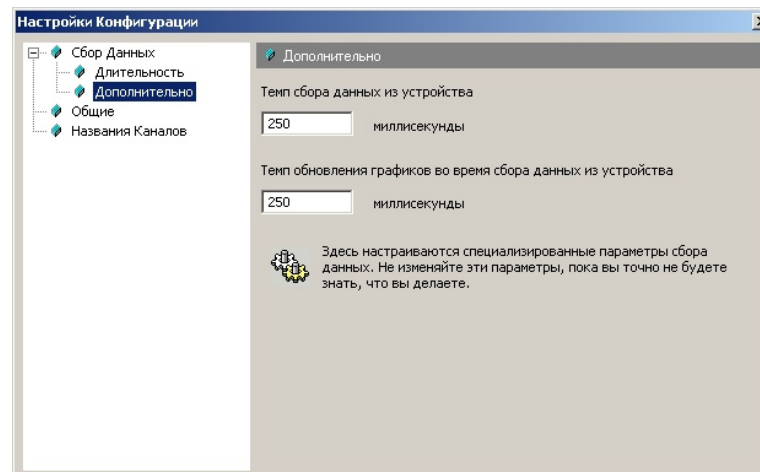 Настройки Конфигурации
Сбор Данных
Длительность
Дополнительно
Общие
Названия Каналов
Дополнительно
Темп сбора данных из устройства
250 миллисекунды
Темп обновления графиков во время сбора данных из устройства
250 миллисекунды
Здесь настраиваются специализированные параметры сбора
данных. Не изменяйте эти параметры, пока вы точно не будете
знать, что вы делаете.